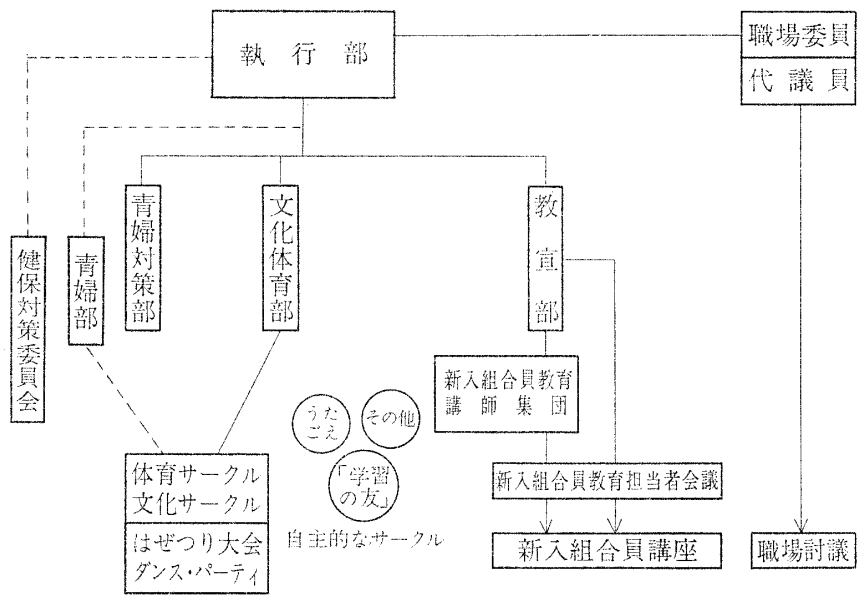 執行部
職場委員
代議員
健保対策委員会
青婦部
青婦対策部
文化体育部
教宣部
新入組合員教育
講師集団
うた
ごえ
その他
「学習
の友」
自主的なサークル
体育サークル
文化サークル
はぜつり大会
ダンス・パーティ
新入組合員教育担当者会議
新入組合員講座
職場討議